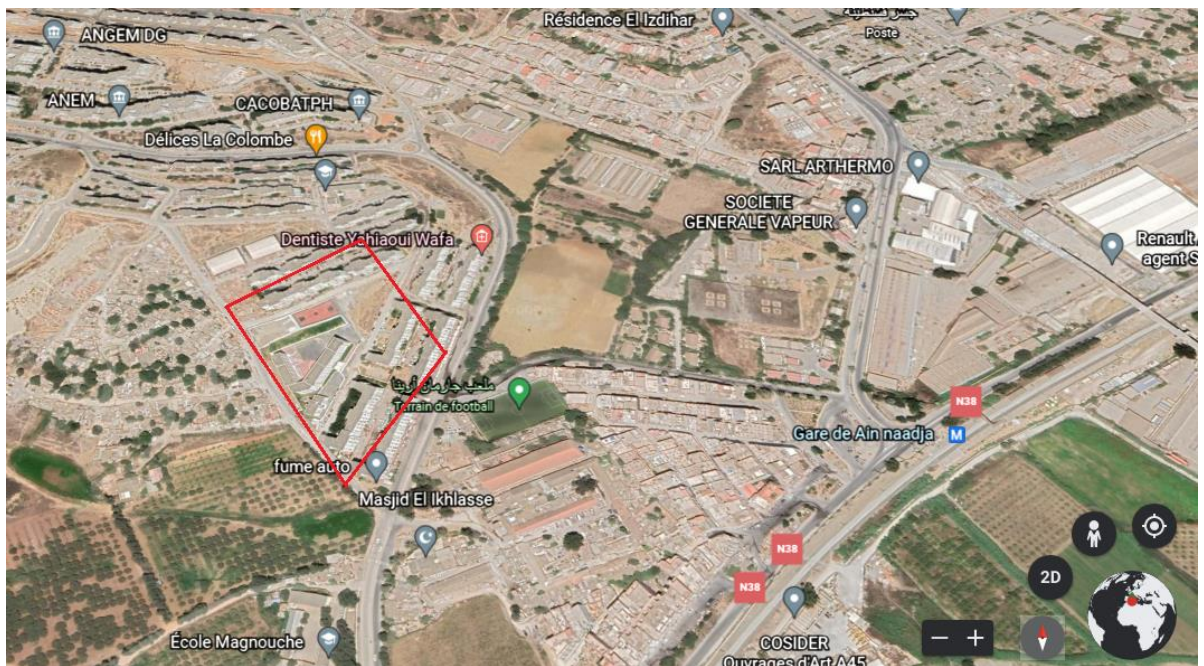 Résidence El Izdihar
Poste
ANGEM DG
ANEM
CACOBATPH
Délices La Colombe
SARL ARTHERMO
SOCIETE
GENERALE VAPEUR
Dentiste Yahiaoui Wafa
Renault,
agent S
ملعب جارمان أرينا
Terrain de football
N38
Gare de Ain naadja
M
fume auto
Masjid El Ikhlasse
N38
N38
2D
École Magnouche
COSIDER
Ouvrages d'Art A45